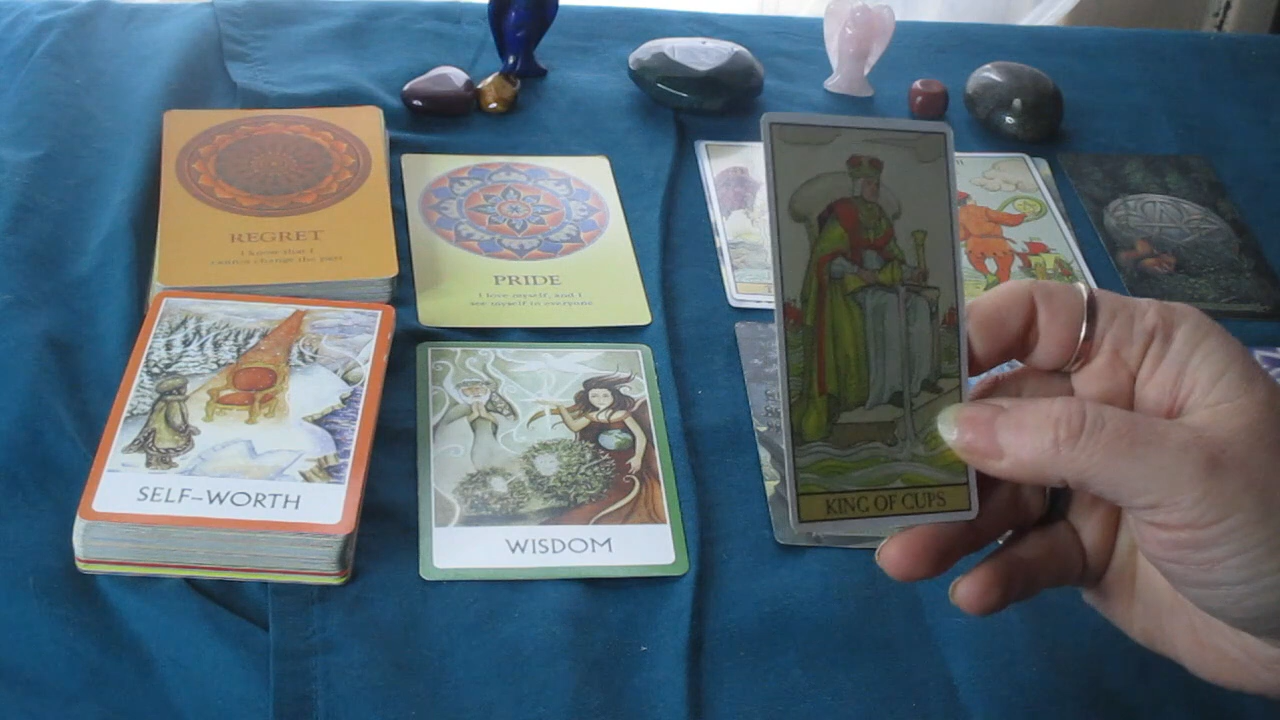 REGRET
I know that I
cannot change the past
PRIDE
I love myself, and I
see myself in everyone
SELF-WORTH
WISDOM
KING OF CUPS